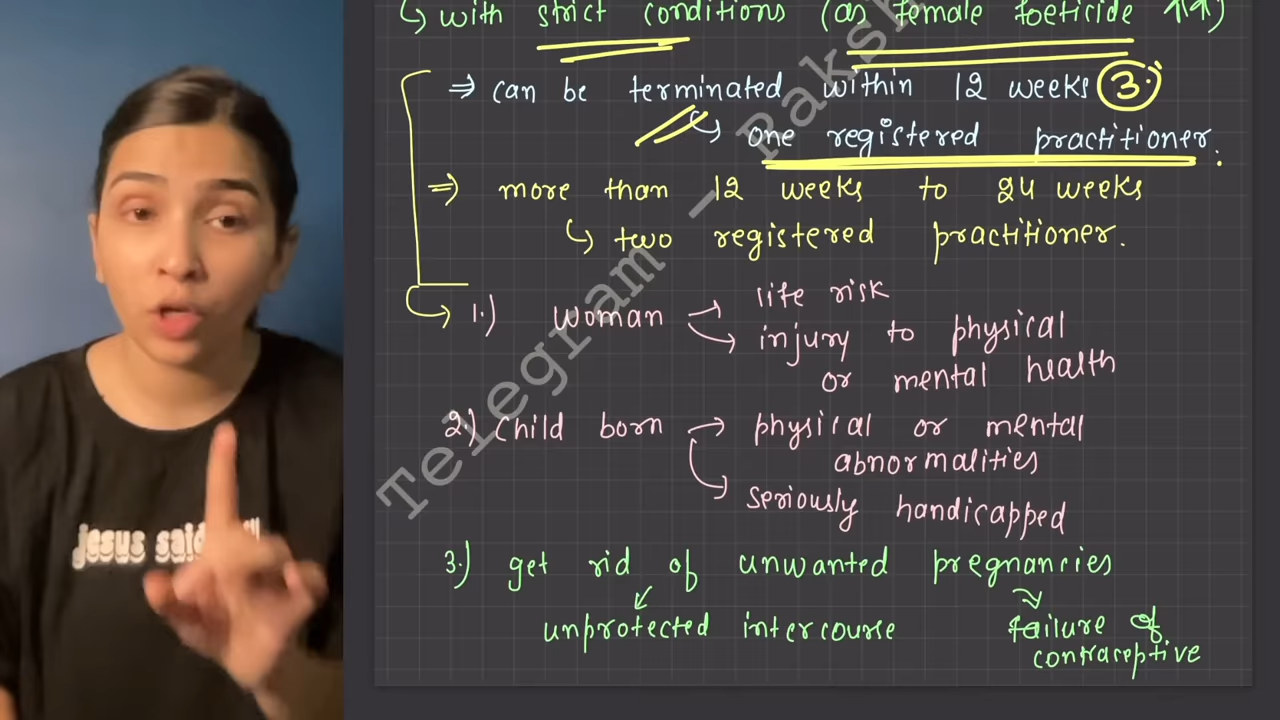 ↳ with strict conditions (as female foeticide ↑↑)
⇒ can be terminated within 12 weeks 3.
↳ one registered practitioner.
⇒ more than 12 weeks to 24 weeks
↳ two registered practitioner.
1.) woman → life risk
→ injury to physical
or mental health
2.) Child born → physical or mental
abnormalities
→ seriously handicapped
3.) get rid of unwanted pregnancies
unprotected intercourse failure of
contraceptive
Telegram - Paksh
jesus said